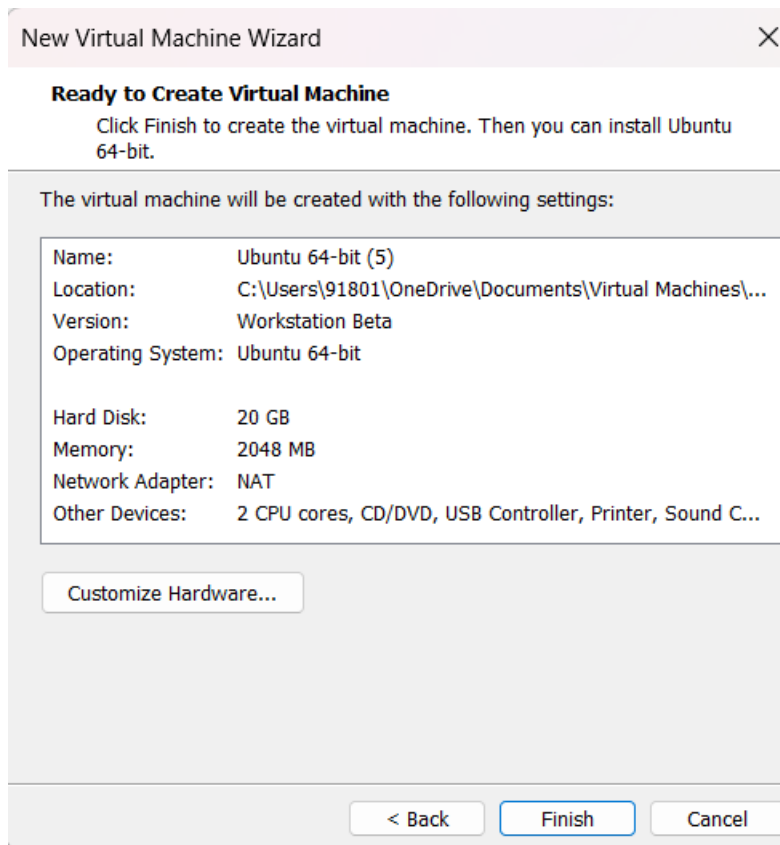 New Virtual Machine Wizard
Ready to Create Virtual Machine
Click Finish to create the virtual machine. Then you can install Ubuntu
64-bit.
The virtual machine will be created with the following settings:
Name: Ubuntu 64-bit (5)
Location: C:\Users\91801\OneDrive\Documents\Virtual Machines\...
Version: Workstation Beta
Operating System: Ubuntu 64-bit
Hard Disk: 20 GB
Memory: 2048 MB
Network Adapter: NAT
Other Devices: 2 CPU cores, CD/DVD, USB Controller, Printer, Sound C...
Customize Hardware...
< Back Finish Cancel